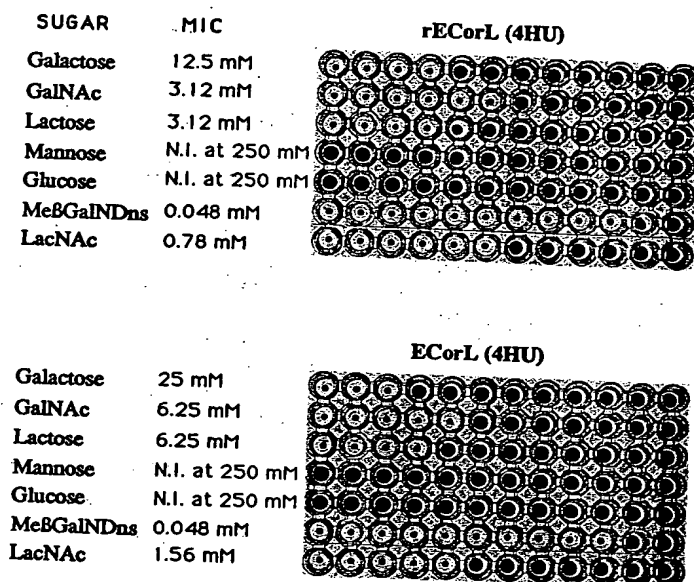 SUGAR MIC rECorL (4HU)
Galactose 12.5 mM
GalNAc 3.12 mM
Lactose 3.12 mM
Mannose N.I. at 250 mM
Glucose N.I. at 250 mM
MeßGalNDns 0.048 mM
LacNAc 0.78 mM
ECorL (4HU)
Galactose 25 mM
GalNAc 6.25 mM
Lactose 6.25 mM
Mannose N.I. at 250 mM
Glucose N.I. at 250 mM
MeßGalNDns 0.048 mM
LacNAc 1.56 mM